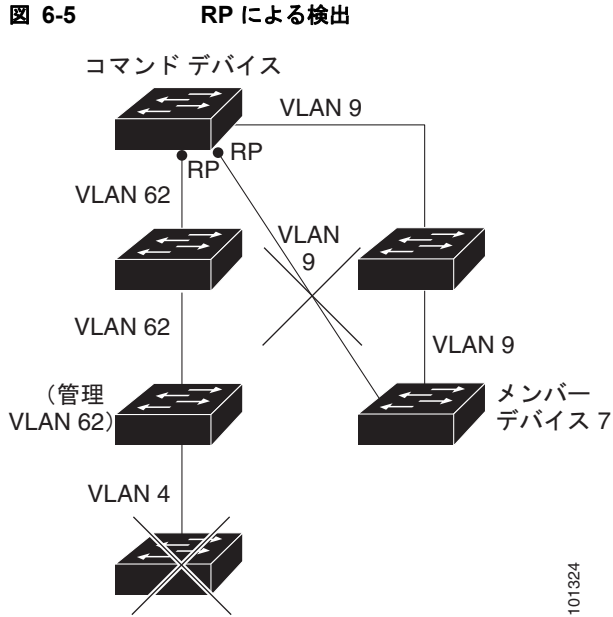 図 6-5 RP による検出
コマンド デバイス
VLAN 9
RP
RP
VLAN 62
VLAN
9
VLAN 62
VLAN 9
（管理
VLAN 62）
メンバー
デバイス 7
VLAN 4
101324